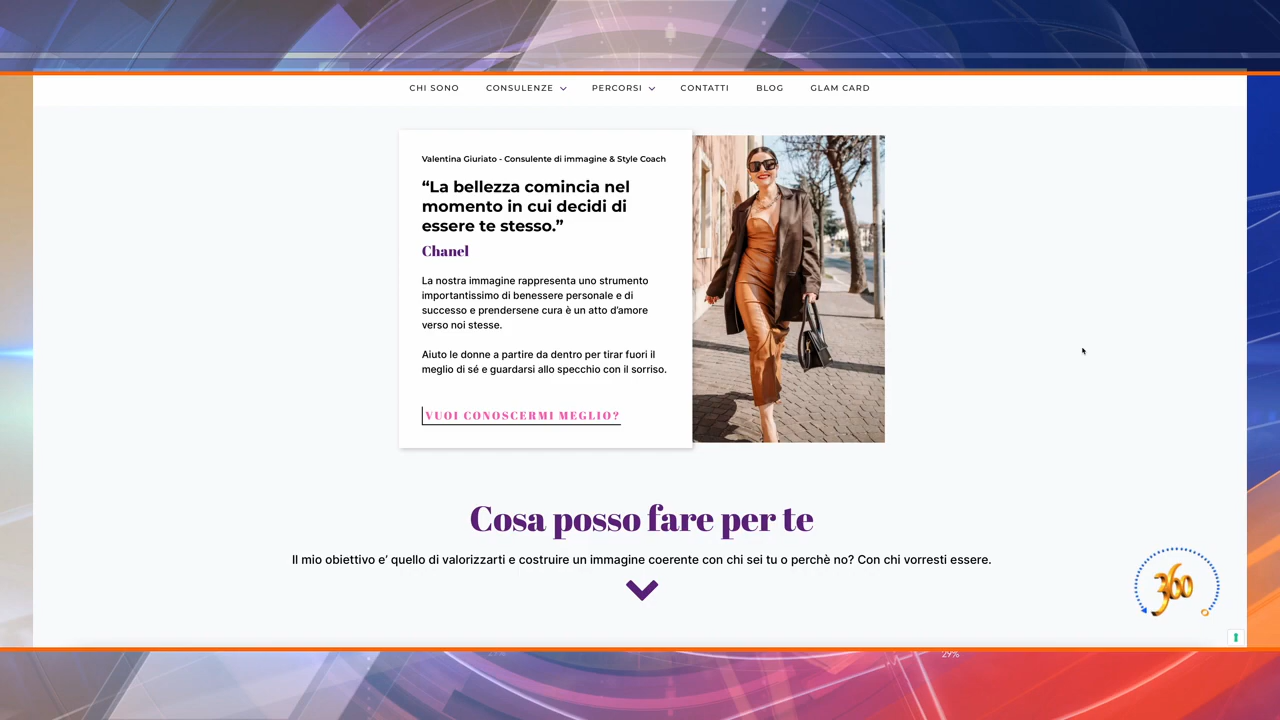 CHI SONO CONSULENZE PERCORSI CONTATTI BLOG GLAM CARD
Valentina Giuriato - Consulente di immagine & Style Coach
“La bellezza comincia nel
momento in cui decidi di
essere te stesso.”
Chanel
La nostra immagine rappresenta uno strumento
importantissimo di benessere personale e di
successo e prendersene cura è un atto d’amore
verso noi stesse.
Aiuto le donne a partire da dentro per tirar fuori il
meglio di sé e guardarsi allo specchio con il sorriso.
VUOI CONOSCERMI MEGLIO?
Cosa posso fare per te
Il mio obiettivo e’ quello di valorizzarti e costruire un immagine coerente con chi sei tu o perchè no? Con chi vorresti essere.
360
29%